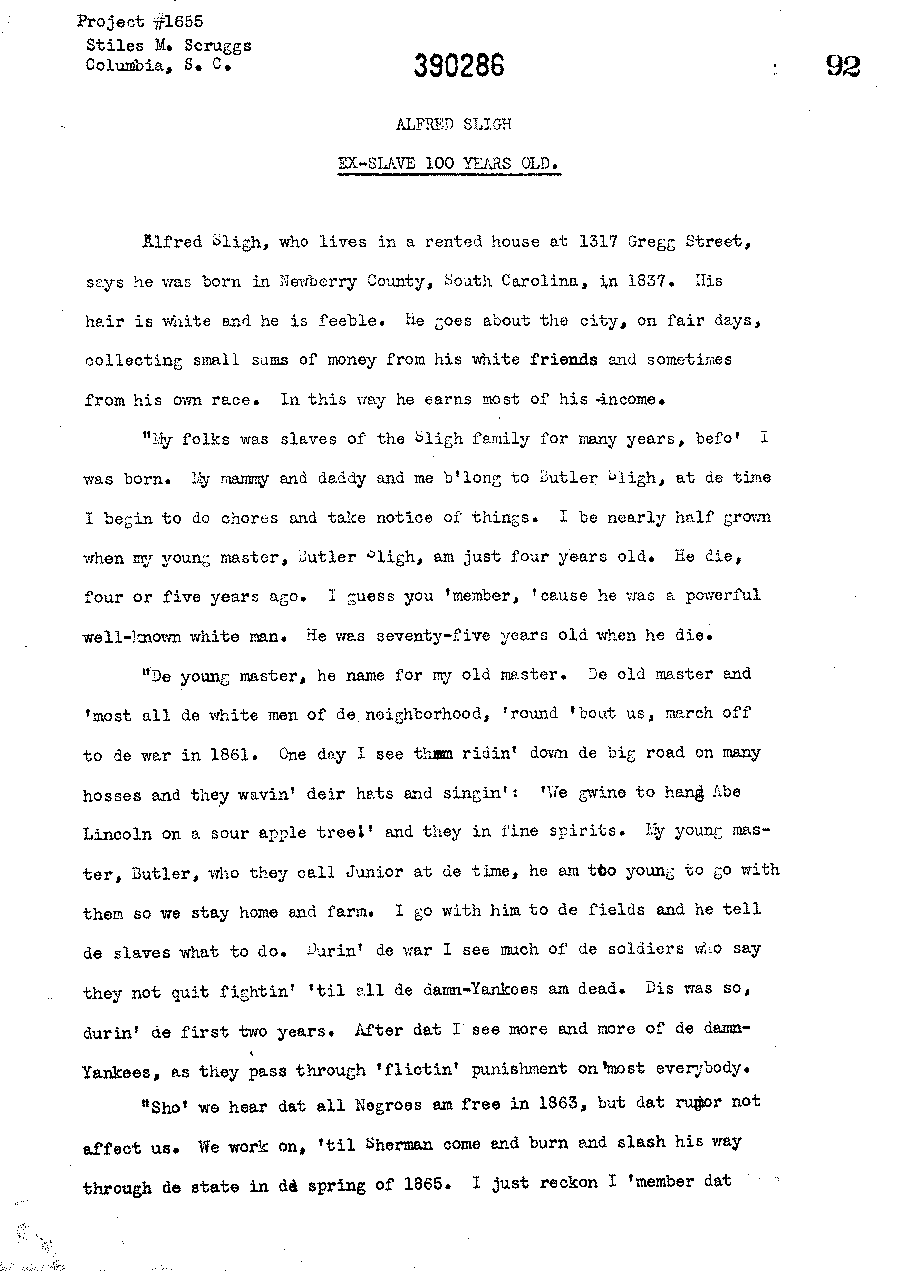 Project #1655
Stiles M. Scruggs
Columbia, S. C.
390286
92
ALFRED SLIGH
EX-SLAVE 100 YEARS OLD.
Alfred Sligh, who lives in a rented house at 1317 Gregg Street,
says he was born in Newberry County, South Carolina, in 1837. His
hair is white and he is feeble. He goes about the city, on fair days,
collecting small sums of money from his white friends and sometimes
from his own race. In this way he earns most of his income.
"My folks was slaves of the Sligh family for many years, befo' I
was born. My mammy and daddy and me b'long to Butler Sligh, at de time
I begin to do chores and take notice of things. I be nearly half grown
when my young master, Butler Sligh, am just four years old. He die,
four or five years ago. I guess you 'member, 'cause he was a powerful
well-known white man. He was seventy-five years old when he die.
"De young master, he name for my old master. De old master and
'most all de white men of de neighborhood, 'round 'bout us, march off
to de war in 1861. One day I see them ridin' down de big road on many
hosses and they wavin' deir hats and singin': 'We gwine to hang Abe
Lincoln on a sour apple tree!' and they in fine spirits. My young mas-
ter, Butler, who they call Junior at de time, he am too young to go with
them so we stay home and farm. I go with him to de fields and he tell
de slaves what to do. Durin' de war I see much of de soldiers who say
they not quit fightin' 'til all de damn-Yankees am dead. Dis was so,
durin' de first two years. After dat I see more and more of de damn-
Yankees, as they pass through 'flictin' punishment on 'most everybody.
"Sho' we hear dat all Negroes am free in 1863, but dat rumor not
affect us. We work on, 'til Sherman come and burn and slash his way
through de state in de spring of 1865. I just reckon I 'member dat